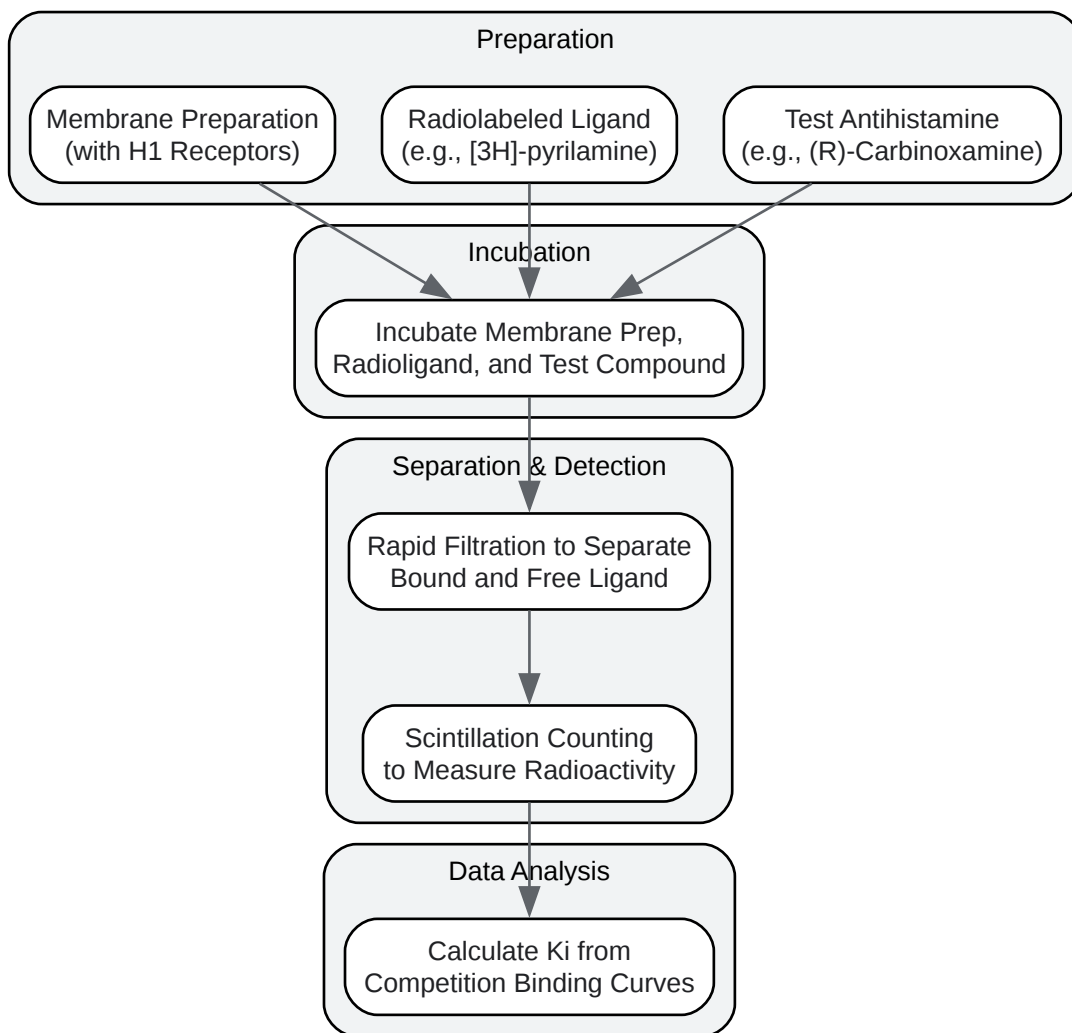 Preparation
Membrane Preparation
(with H1 Receptors)
Radiolabeled Ligand
(e.g., [3H]-pyrilamine)
Test Antihistamine
(e.g., (R)-Carbinoxamine)
Incubation
Incubate Membrane Prep,
Radioligand, and Test Compound
Separation & Detection
Rapid Filtration to Separate
Bound and Free Ligand
Scintillation Counting
to Measure Radioactivity
Data Analysis
Calculate Ki from
Competition Binding Curves